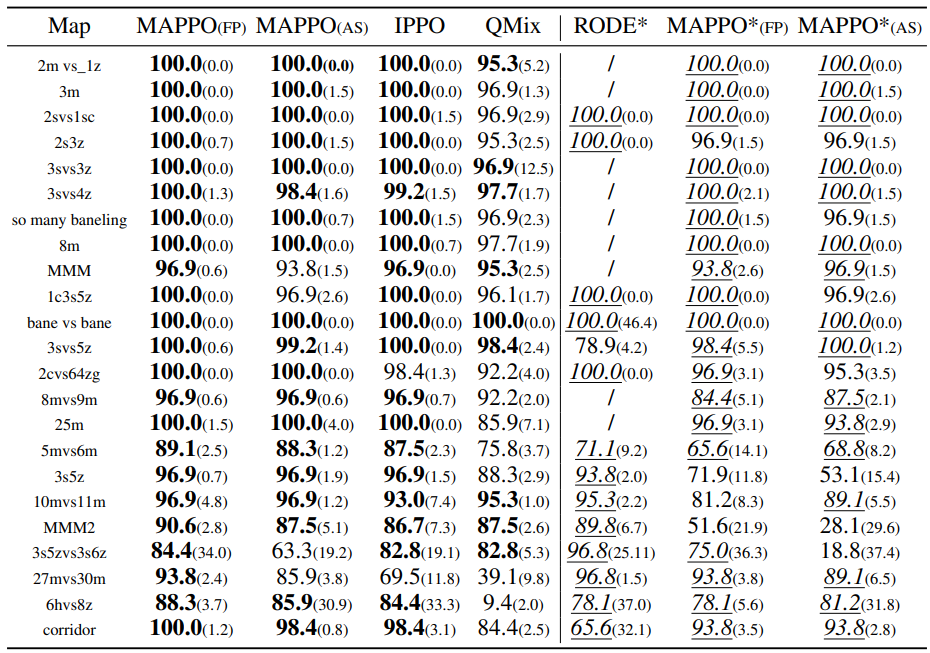 Map MAPPO(FP) MAPPO(AS) IPPO QMix RODE* MAPPO*(FP) MAPPO*(AS)
2m vs_1z 100.0(0.0) 100.0(0.0) 100.0(0.0) 95.3(5.2) / 100.0(0.0) 100.0(0.0)
3m 100.0(0.0) 100.0(1.5) 100.0(0.0) 96.9(1.3) / 100.0(0.0) 100.0(1.5)
2svs1sc 100.0(0.0) 100.0(0.0) 100.0(1.5) 96.9(2.9) 100.0(0.0) 100.0(0.0) 100.0(0.0)
2s3z 100.0(0.7) 100.0(1.5) 100.0(0.0) 95.3(2.5) 100.0(0.0) 96.9(1.5) 96.9(1.5)
3svs3z 100.0(0.0) 100.0(0.0) 100.0(0.0) 96.9(12.5) / 100.0(0.0) 100.0(0.0)
3svs4z 100.0(1.3) 98.4(1.6) 99.2(1.5) 97.7(1.7) / 100.0(2.1) 100.0(1.5)
so many baneling 100.0(0.0) 100.0(0.7) 100.0(1.5) 96.9(2.3) / 100.0(1.5) 96.9(1.5)
8m 100.0(0.0) 100.0(0.0) 100.0(0.7) 97.7(1.9) / 100.0(0.0) 100.0(0.0)
MMM 96.9(0.6) 93.8(1.5) 96.9(0.0) 95.3(2.5) / 93.8(2.6) 96.9(1.5)
1c3s5z 100.0(0.0) 96.9(2.6) 100.0(0.0) 96.1(1.7) 100.0(0.0) 100.0(0.0) 96.9(2.6)
bane vs bane 100.0(0.0) 100.0(0.0) 100.0(0.0) 100.0(0.0) 100.0(46.4) 100.0(0.0) 100.0(0.0)
3svs5z 100.0(0.6) 99.2(1.4) 100.0(0.0) 98.4(2.4) 78.9(4.2) 98.4(5.5) 100.0(1.2)
2cvs64zg 100.0(0.0) 100.0(0.0) 98.4(1.3) 92.2(4.0) 100.0(0.0) 96.9(3.1) 95.3(3.5)
8mvs9m 96.9(0.6) 96.9(0.6) 96.9(0.7) 92.2(2.0) / 84.4(5.1) 87.5(2.1)
25m 100.0(1.5) 100.0(4.0) 100.0(0.0) 85.9(7.1) / 96.9(3.1) 93.8(2.9)
5mvs6m 89.1(2.5) 88.3(1.2) 87.5(2.3) 75.8(3.7) 71.1(9.2) 65.6(14.1) 68.8(8.2)
3s5z 96.9(0.7) 96.9(1.9) 96.9(1.5) 88.3(2.9) 93.8(2.0) 71.9(11.8) 53.1(15.4)
10mvs11m 96.9(4.8) 96.9(1.2) 93.0(7.4) 95.3(1.0) 95.3(2.2) 81.2(8.3) 89.1(5.5)
MMM2 90.6(2.8) 87.5(5.1) 86.7(7.3) 87.5(2.6) 89.8(6.7) 51.6(21.9) 28.1(29.6)
3s5zvs3s6z 84.4(34.0) 63.3(19.2) 82.8(19.1) 82.8(5.3) 96.8(25.11) 75.0(36.3) 18.8(37.4)
27mvs30m 93.8(2.4) 85.9(3.8) 69.5(11.8) 39.1(9.8) 96.8(1.5) 93.8(3.8) 89.1(6.5)
6hvs8z 88.3(3.7) 85.9(30.9) 84.4(33.3) 9.4(2.0) 78.1(37.0) 78.1(5.6) 81.2(31.8)
corridor 100.0(1.2) 98.4(0.8) 98.4(3.1) 84.4(2.5) 65.6(32.1) 93.8(3.5) 93.8(2.8)